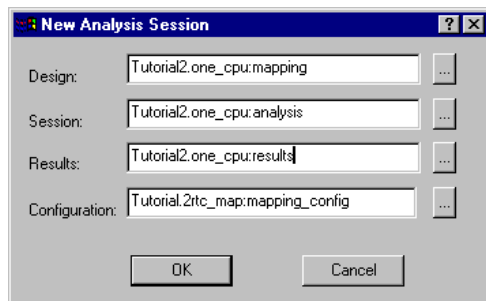 New Analysis Session
Design: Tutorial2.one_cpu:mapping ...
Session: Tutorial2.one_cpu:analysis ...
Results: Tutorial2.one_cpu:results ...
Configuration: Tutorial.2rtc_map:mapping_config ...
OK Cancel